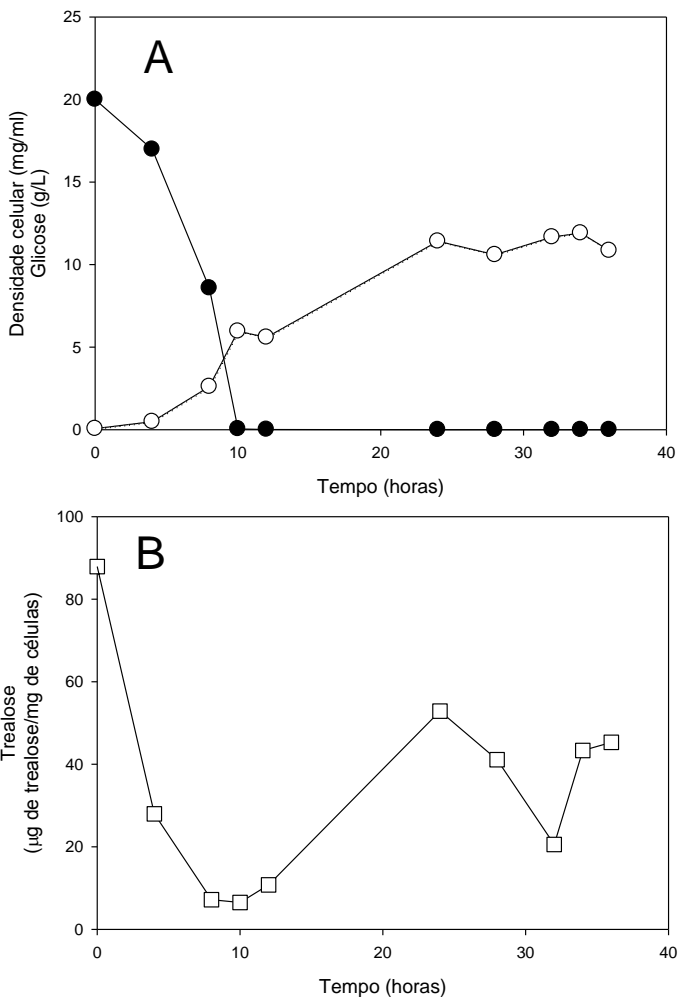 25
A
20
15
10
5
0
Densidade celular (mg/ml)
Glicose (g/L)
0 10 20 30 40
Tempo (horas)
100
B
80
60
40
20
0
Trealose
(μg de trealose/mg de células)
0 10 20 30 40
Tempo (horas)